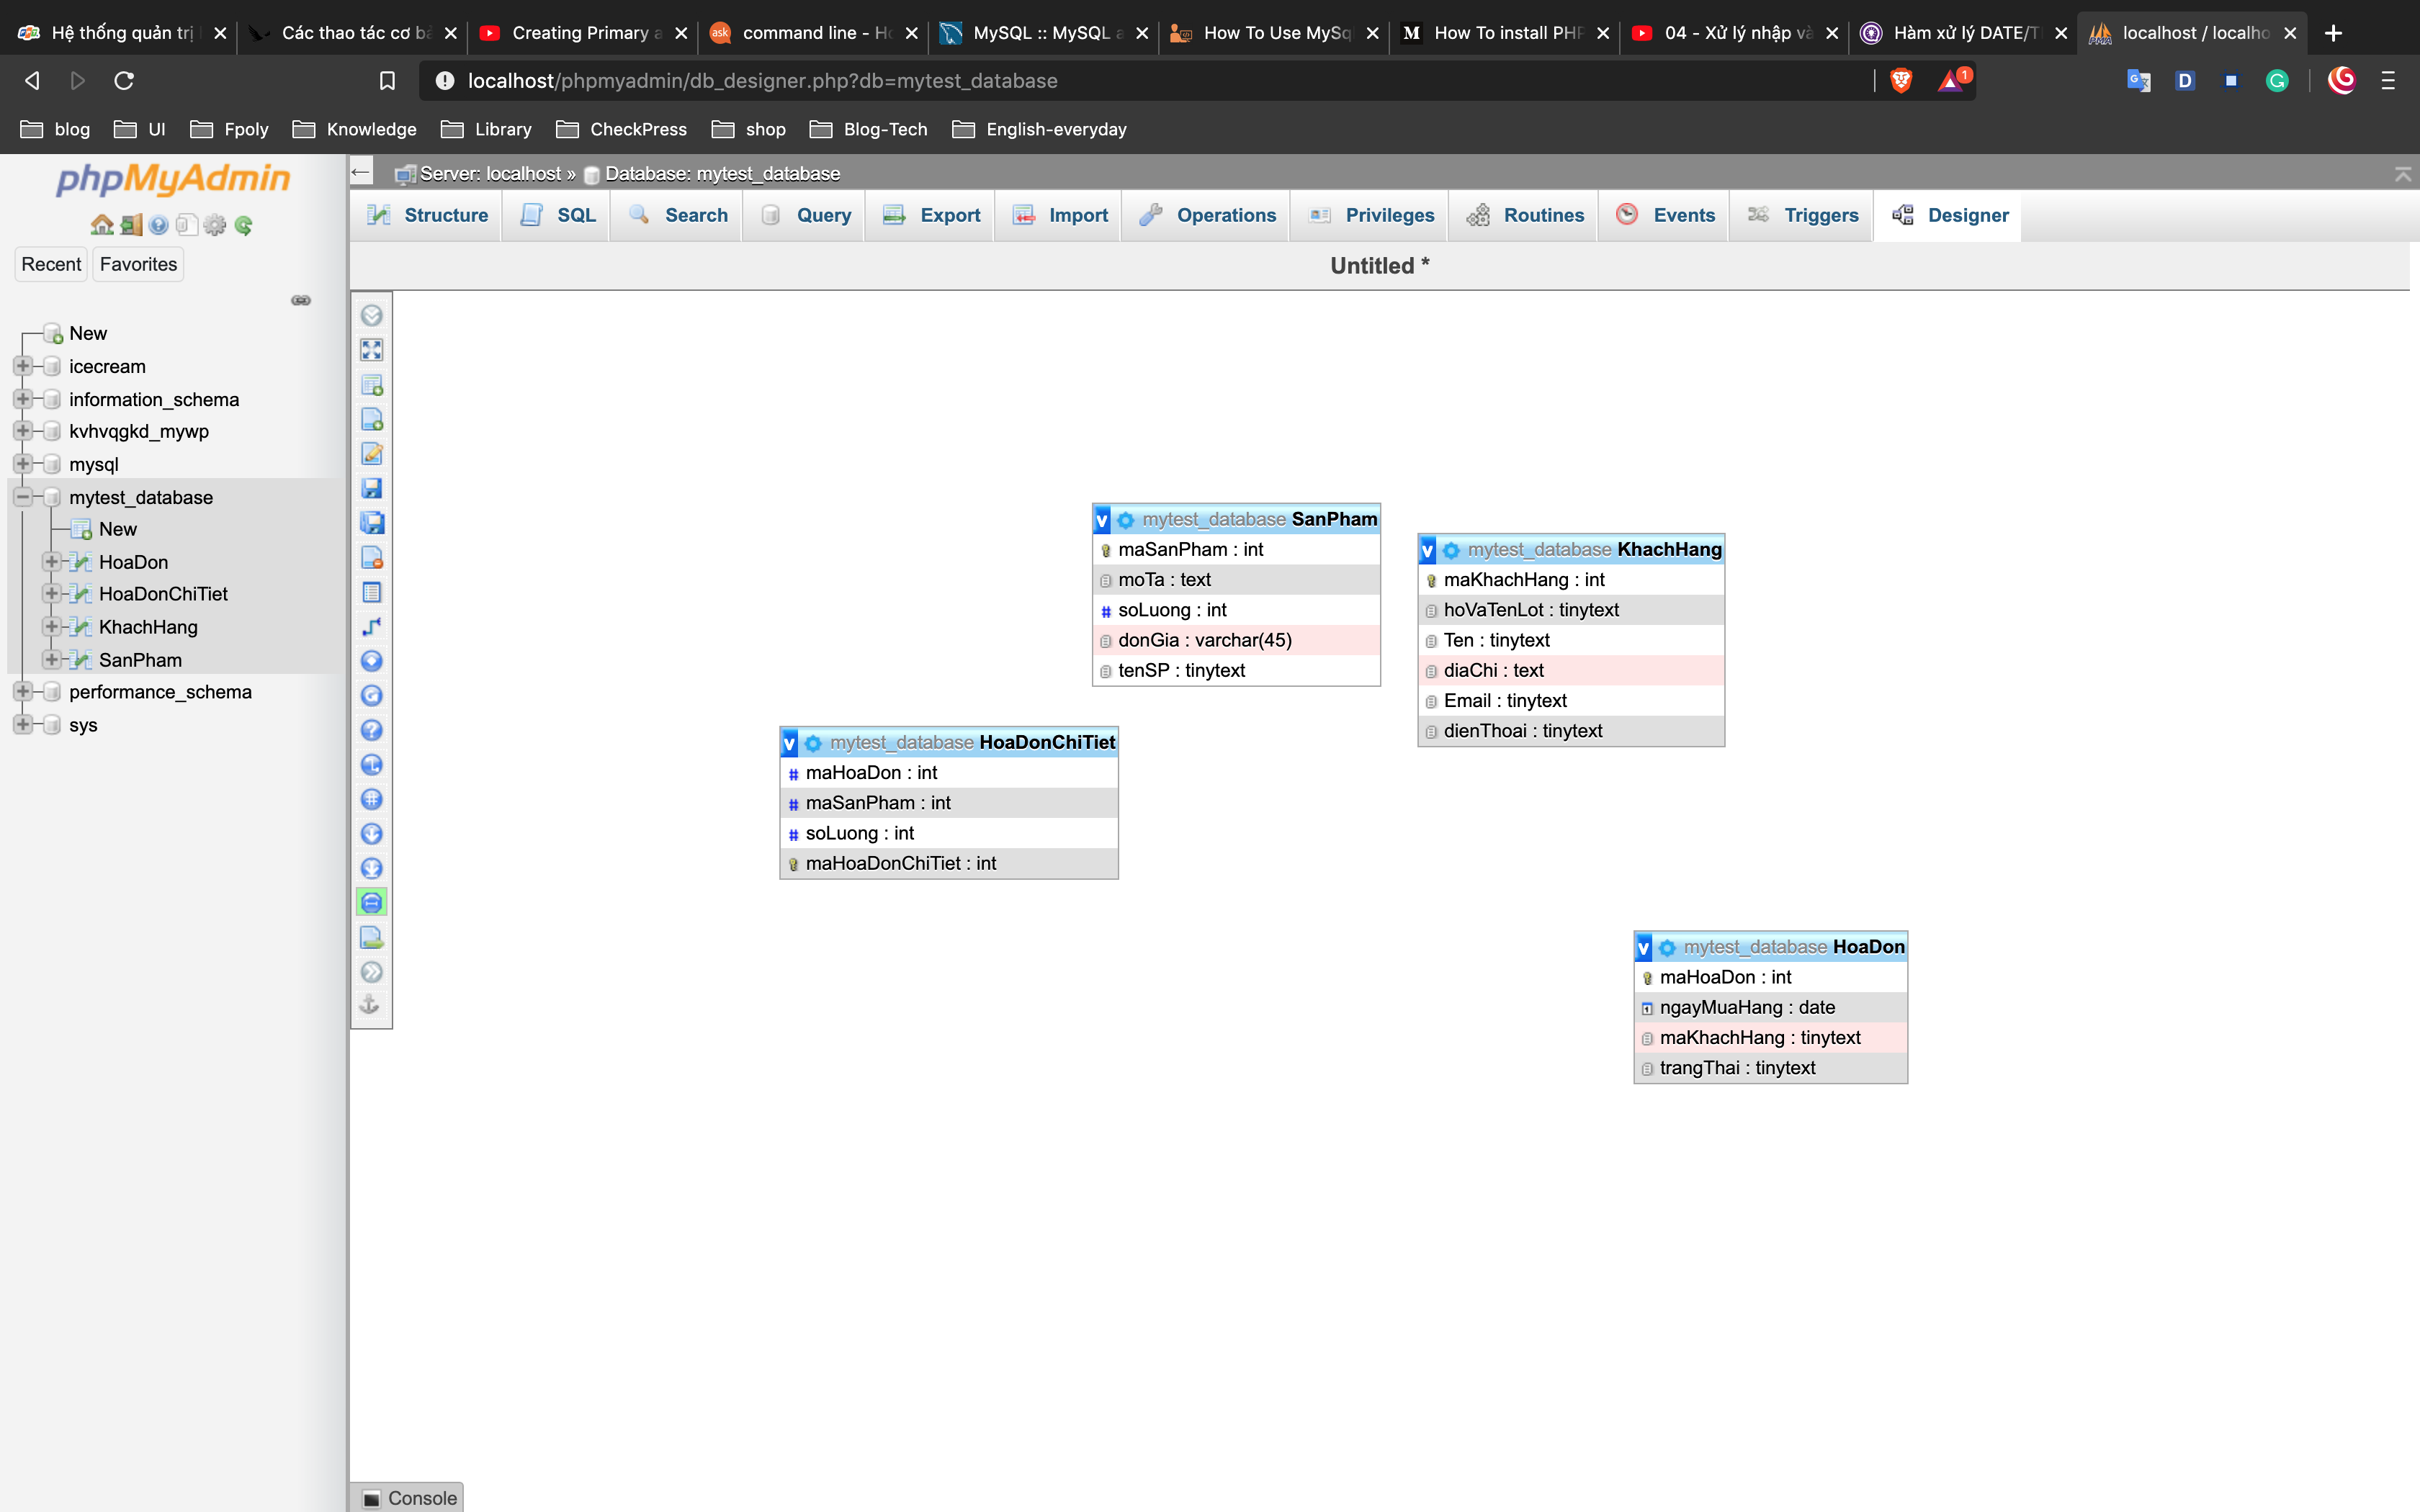 Hệ thống quản trị
Các thao tác cơ bả
Creating Primary a
command line - Ho
MySQL :: MySQL
How To Use MySq
How To install PHP
04 - Xử lý nhập và
Hàm xử lý DATE/TI
localhost / localho
localhost/phpmyadmin/db_designer.php?db=mytest_database
1
blog
UI
Fpoly
Knowledge
Library
CheckPress
shop
Blog-Tech
English-everyday
phpMyAdmin
Recent
Favorites
New
icecream
information_schema
kvhvqgkd_mywp
mysql
mytest_database
New
HoaDon
HoaDonChiTiet
KhachHang
SanPham
performance_schema
sys
Server: localhost » Database: mytest_database
Structure
SQL
Search
Query
Export
Import
Operations
Privileges
Routines
Events
Triggers
Designer
Untitled *
v mytest_database SanPham
maSanPham : int
moTa : text
# soLuong : int
donGia : varchar(45)
tenSP : tinytext
v mytest_database KhachHang
maKhachHang : int
hoVaTenLot : tinytext
Ten : tinytext
diaChi : text
Email : tinytext
dienThoai : tinytext
v mytest_database HoaDonChiTiet
# maHoaDon : int
# maSanPham : int
# soLuong : int
maHoaDonChiTiet : int
v mytest_database HoaDon
maHoaDon : int
ngayMuaHang : date
maKhachHang : tinytext
trangThai : tinytext
Console